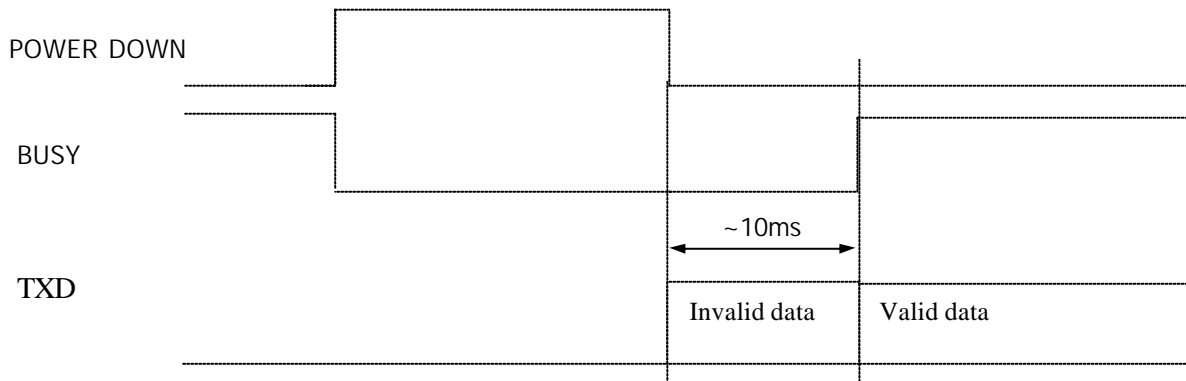 POWER DOWN
BUSY
~10ms
TXD
Invalid data
Valid data